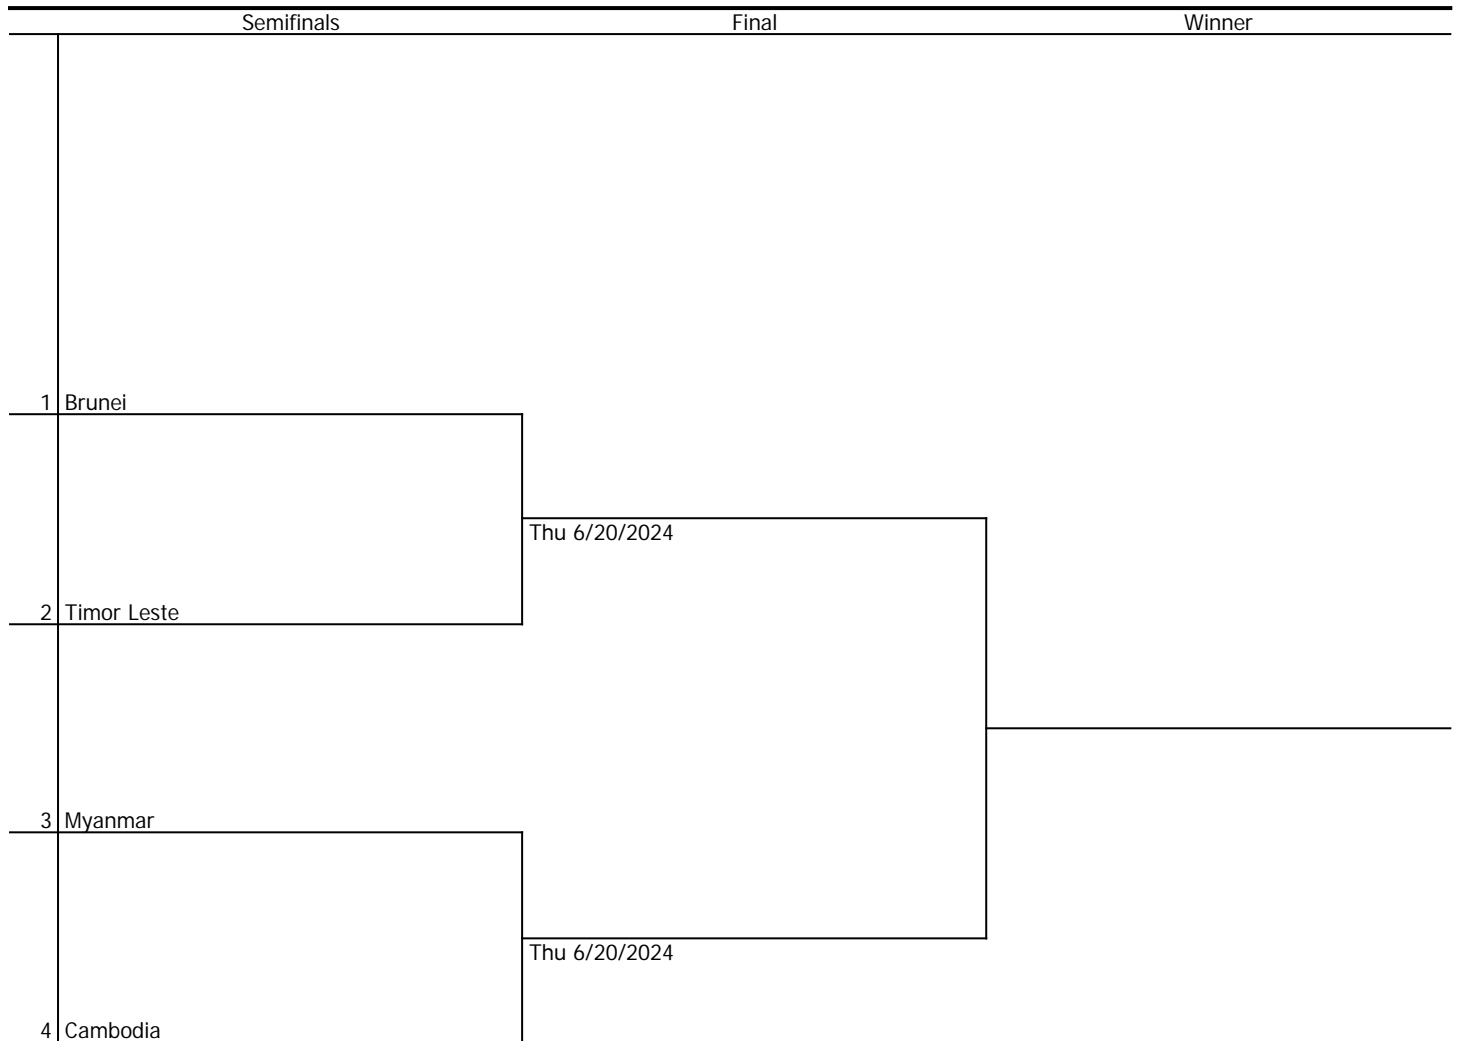 Semifinals Final Winner
1 Brunei
Thu 6/20/2024
2 Timor Leste
3 Myanmar
Thu 6/20/2024
4 Cambodia